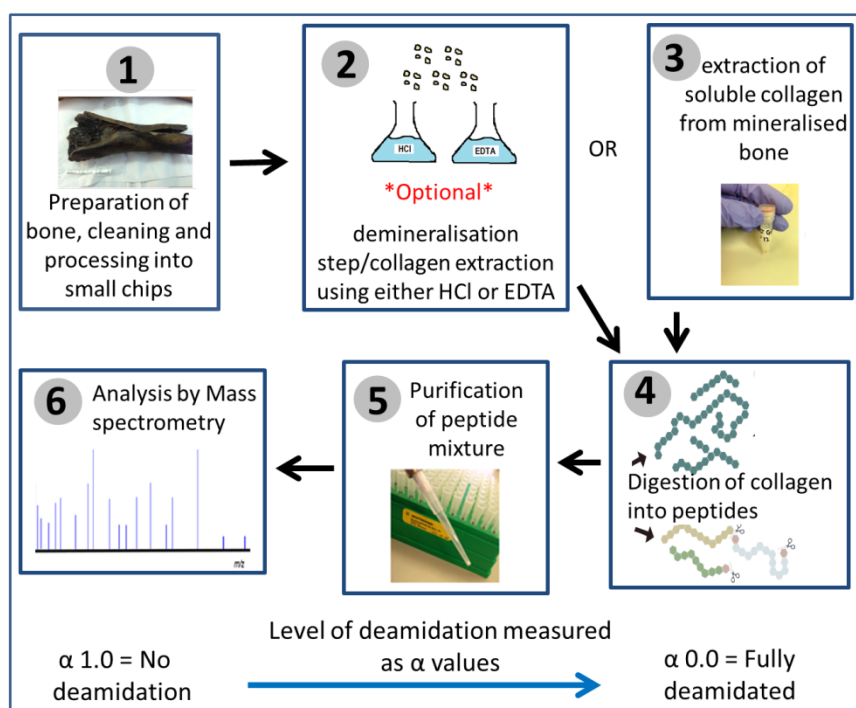 1
Preparation of
bone, cleaning and
processing into
small chips
2
HCl
EDTA
*Optional*
demineralisation
step/collagen extraction
using either HCl or EDTA
OR
3
extraction of
soluble collagen
from mineralised
bone
4
Digestion of collagen
into peptides
5
Purification
of peptide
mixture
6
Analysis by Mass
spectrometry
m/z
Level of deamidation measured
as α values
α 1.0 = No
deamidation
α 0.0 = Fully
deamidated